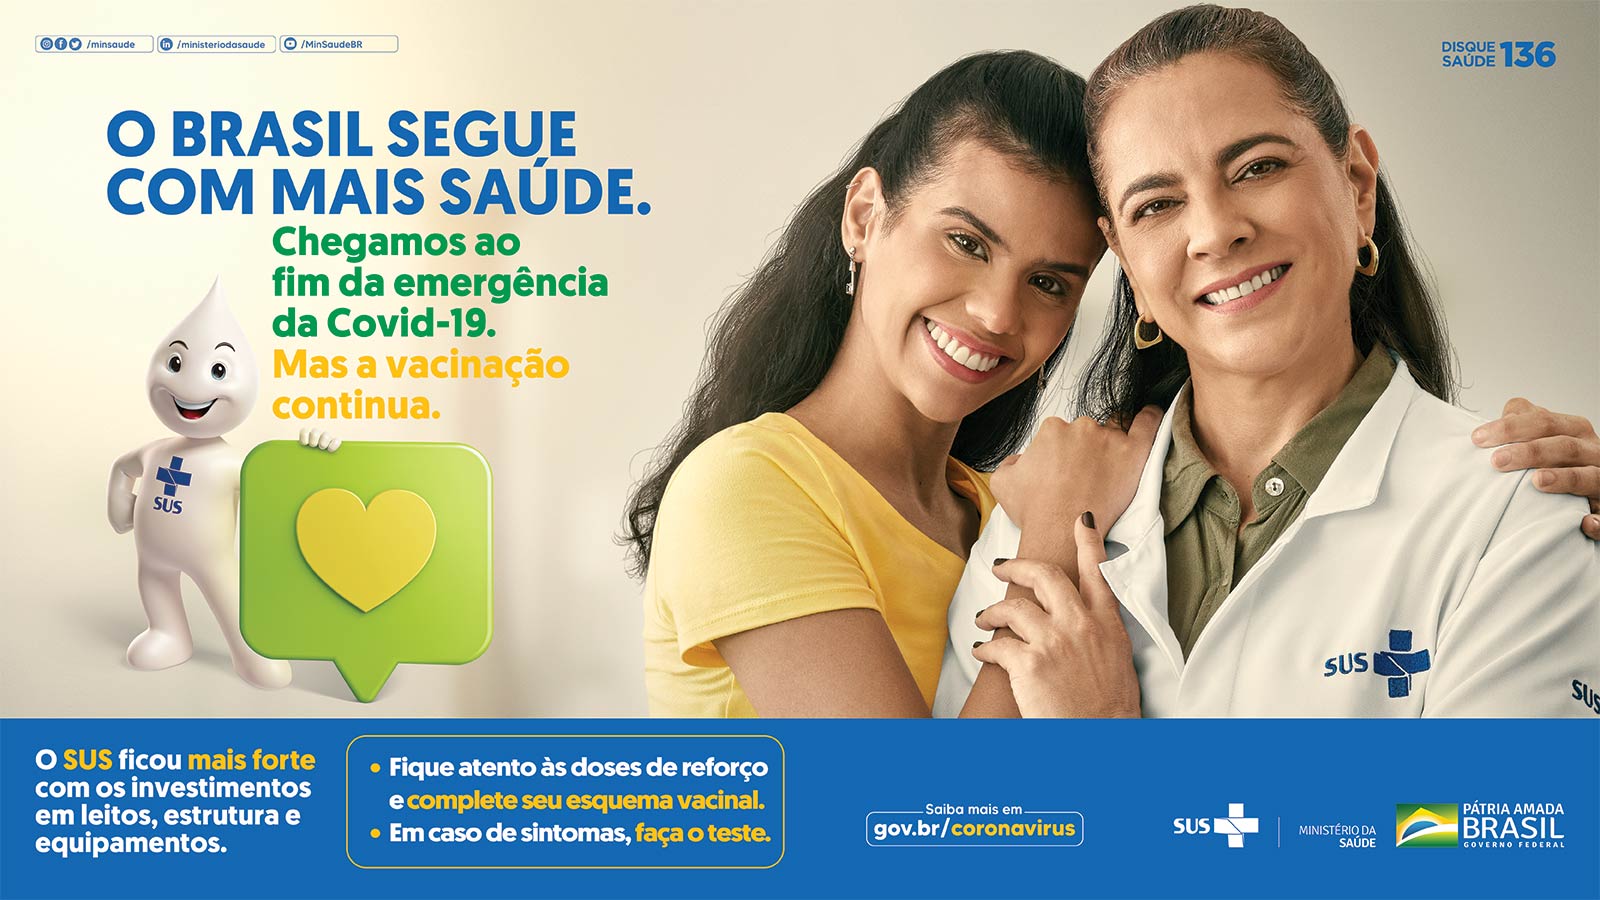 /minsaude
/ministeriodasaude
/MinSaudeBR
DISQUE
SAÚDE 136
O BRASIL SEGUE
COM MAIS SAÚDE.
Chegamos ao
fim da emergência
da Covid-19.
Mas a vacinação
continua.
SUS
SUS
SUS
O SUS ficou mais forte
com os investimentos
em leitos, estrutura e
equipamentos.
• Fique atento às doses de reforço
e complete seu esquema vacinal.
• Em caso de sintomas, faça o teste.
Saiba mais em
gov.br/coronavirus
SUS
MINISTÉRIO DA
SAÚDE
PÁTRIA AMADA
BRASIL
GOVERNO FEDERAL